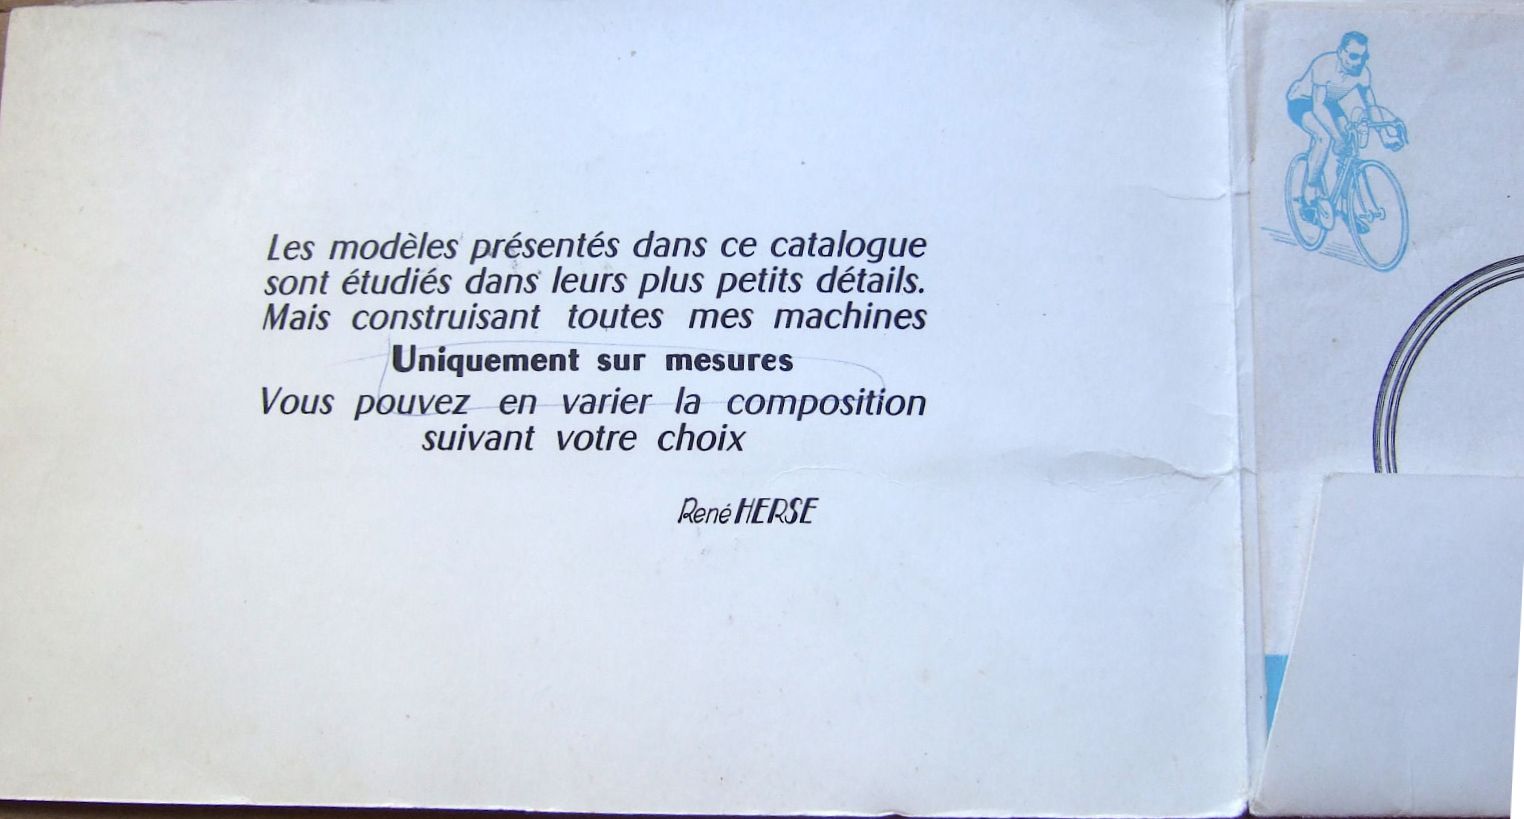 Les modèles présentés dans ce catalogue
sont étudiés dans leurs plus petits détails.
Mais construisant toutes mes machines
Uniquement sur mesures
Vous pouvez en varier la composition
suivant votre choix
René HERSE